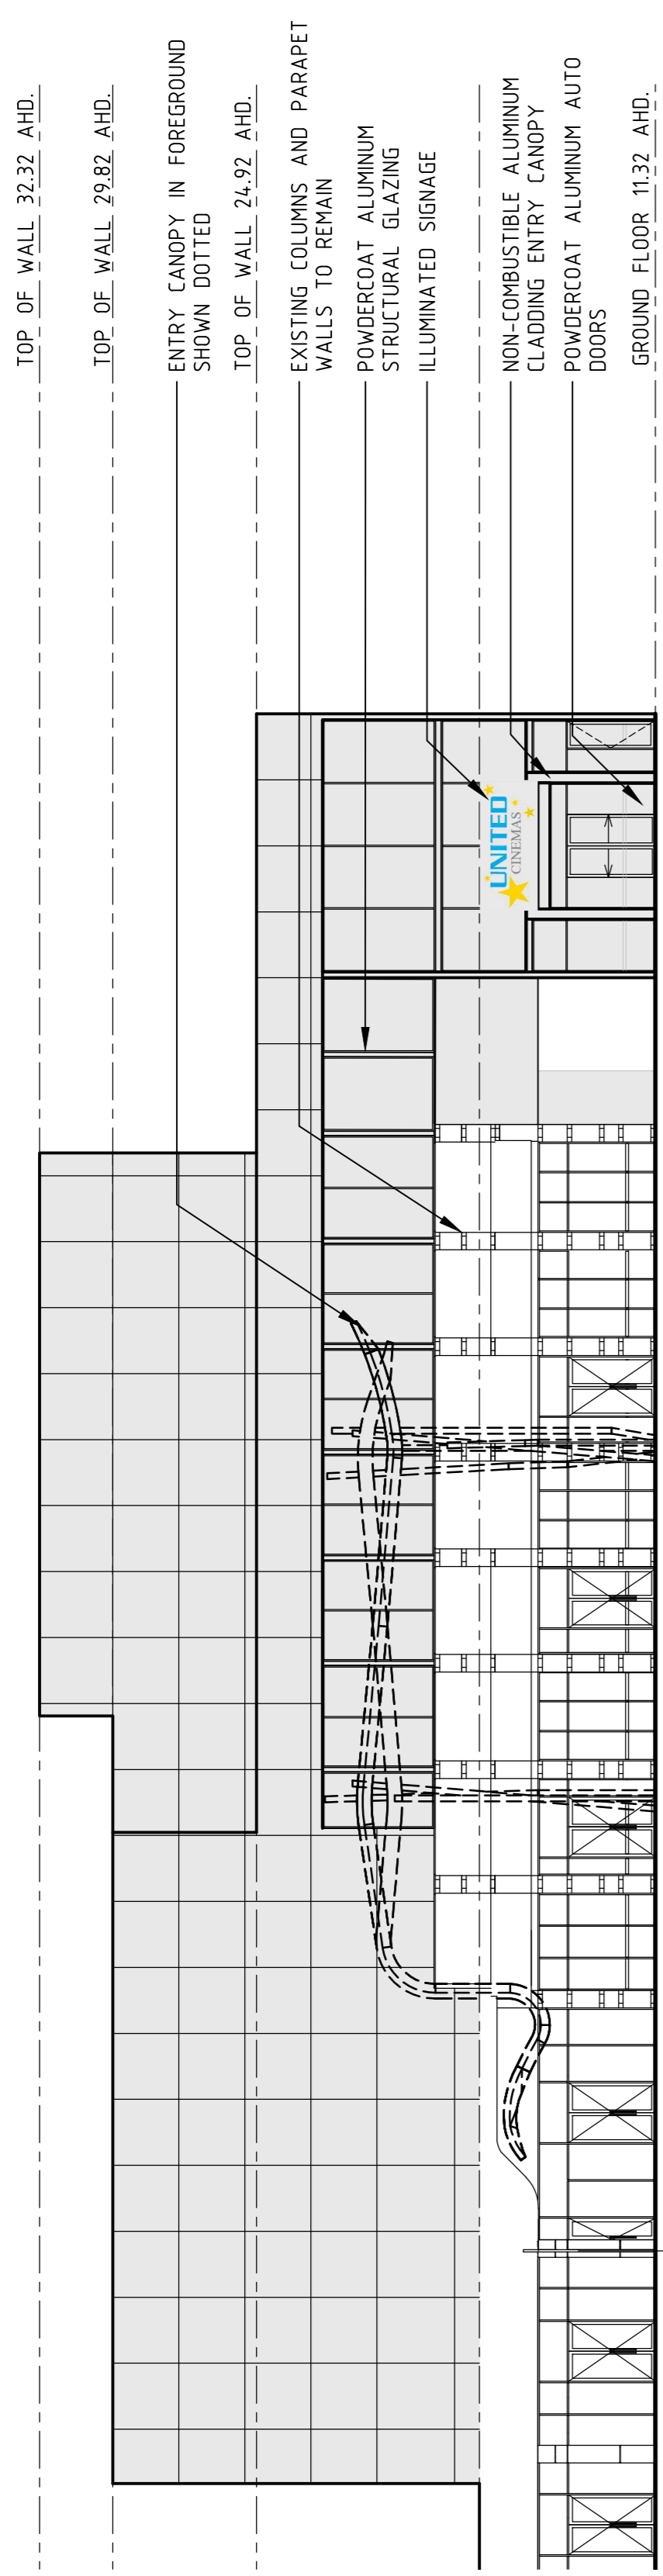 TOP OF WALL 32.32 AHD.
TOP OF WALL 29.82 AHD.
ENTRY CANOPY IN FOREGROUND
SHOWN DOTTED
TOP OF WALL 24.92 AHD.
EXISTING COLUMNS AND PARAPET
WALLS TO REMAIN
POWDERCOAT ALUMINUM
STRUCTURAL GLAZING
ILLUMINATED SIGNAGE
NON-COMBUSTIBLE ALUMINUM
CLADDING ENTRY CANOPY
POWDERCOAT ALUMINUM AUTO
DOORS
GROUND FLOOR 11.32 AHD.
UNITED
CINEMAS